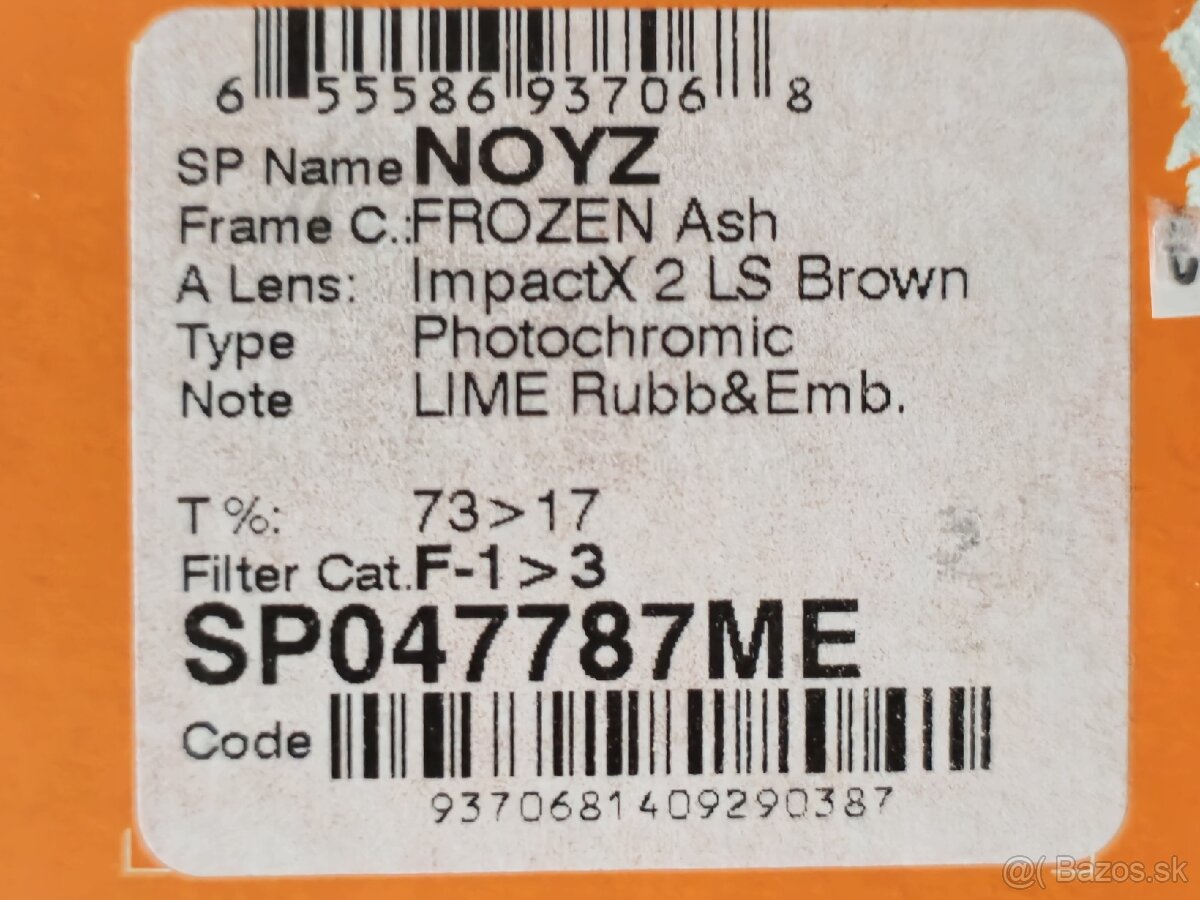 6 55586 93706 8
SP Name NOYZ
Frame C.:FROZEN Ash
A Lens: ImpactX 2 LS Brown
Type Photochromic
Note LIME Rubb&Emb.
T %: 73>17
Filter Cat.F-1>3
SP047787ME
Code
9370681409290387
@( Bazos.sk